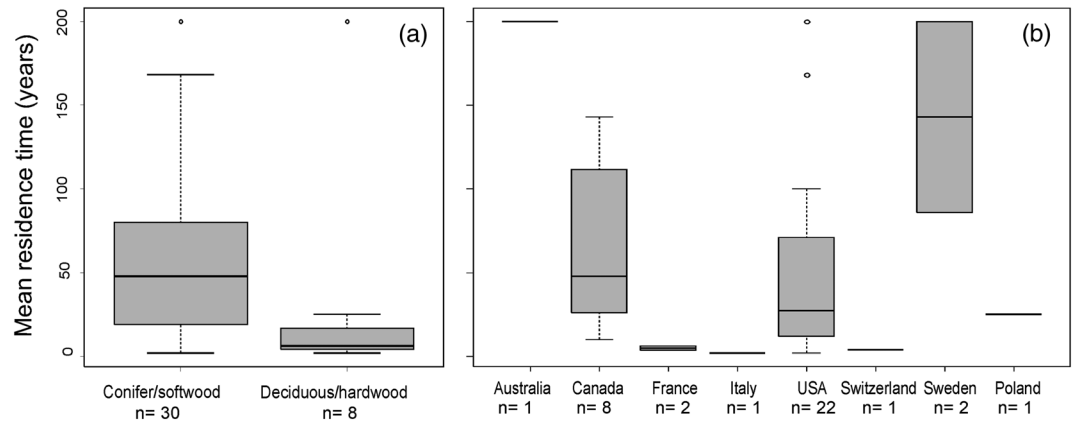 Mean residence time (years)
200
150
100
50
0
(a)
Conifer/softwood
n= 30
Deciduous/hardwood
n= 8
(b)
Australia
n= 1
Canada
n= 8
France
n= 2
Italy
n= 1
USA
n= 22
Switzerland
n= 1
Sweden
n= 2
Poland
n= 1